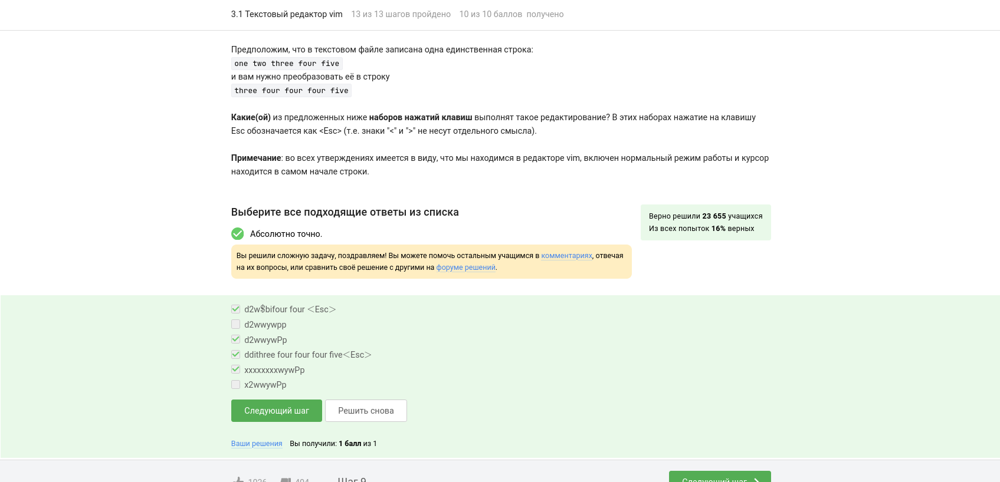 3.1 Текстовый редактор vim 13 из 13 шагов пройдено 10 из 10 баллов получено
Предположим, что в текстовом файле записана одна единственная строка:
one two three four five
и вам нужно преобразовать её в строку
three four four four five
Какие(ой) из предложенных ниже наборов нажатий клавиш выполнят такое редактирование? В этих наборах нажатие на клавишу
Esc обозначается как <Esc> (т.е. знаки "<" и ">" не несут отдельного смысла).
Примечание: во всех утверждениях имеется в виду, что мы находимся в редакторе vim, включен нормальный режим работы и курсор
находится в самом начале строки.
Выберите все подходящие ответы из списка
Верно решили 23 655 учащихся
Из всех попыток 16% верных
Абсолютно точно.
Вы решили сложную задачу, поздравляем! Вы можете помочь остальным учащимся в комментариях, отвечая
на их вопросы, или сравнить своё решение с другими на форуме решений.
d2w$bifour four <Esc>
d2wwywpp
d2wwywPp
ddithree four four four five<Esc>
xxxxxxxxwywPp
x2wwywPp
Следующий шаг Решить снова
Ваши решения Вы получили: 1 балл из 1
Шаг 9
Следующий шаг